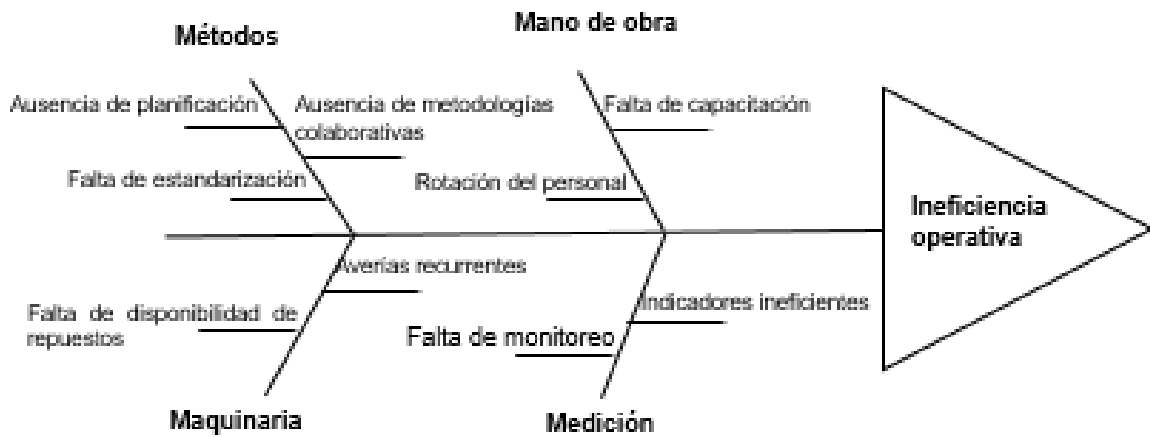 Métodos
Mano de obra
Ausencia de planificación
Ausencia de metodologías
colaborativas
Falta de capacitación
Falta de estandarización
Rotación del personal
Ineficiencia
operativa
Averías recurrentes
Falta de disponibilidad de
repuestos
Indicadores ineficientes
Falta de monitoreo
Maquinaria
Medición